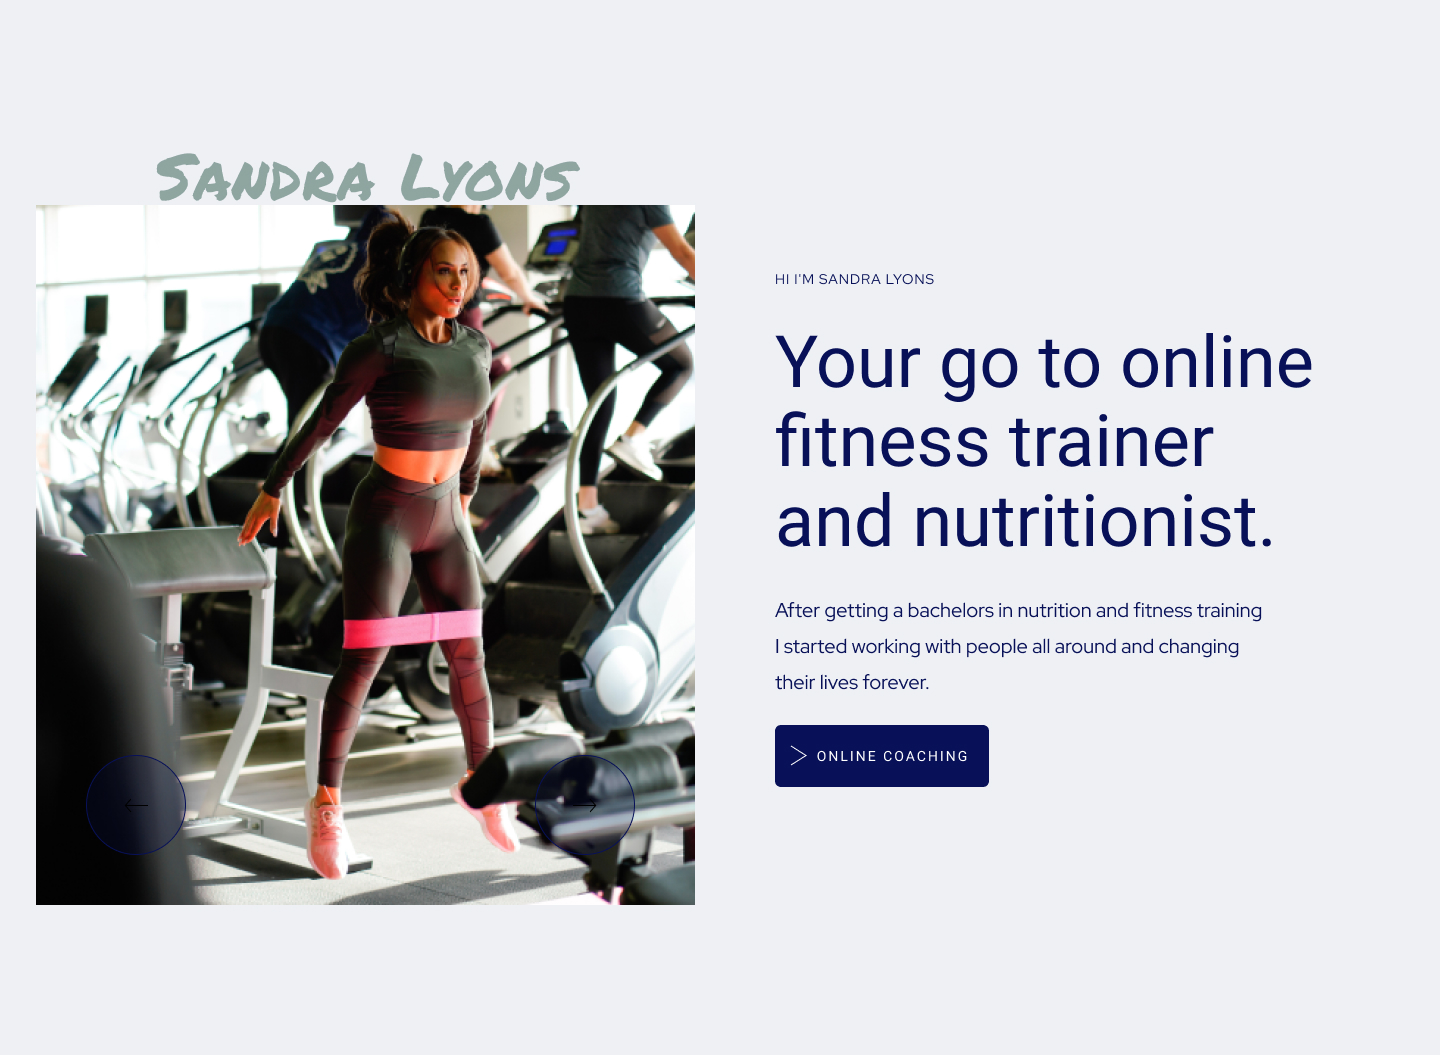 Sandra Lyons
HI I'M SANDRA LYONS
Your go to online
fitness trainer
and nutritionist.
After getting a bachelors in nutrition and fitness training
I started working with people all around and changing
their lives forever.
ONLINE COACHING